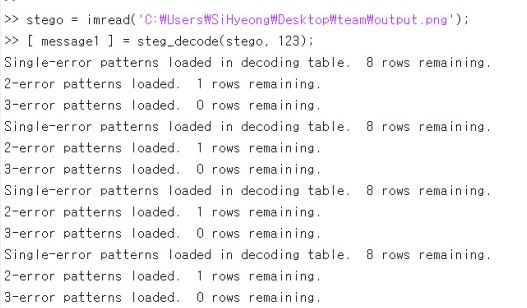 >>
>> stego = imread('C:₩Users₩SiHyeong₩Desktop₩team₩output.png');
>> [ message1 ] = steg_decode(stego, 123);
Single-error patterns loaded in decoding table.  8 rows remaining.
2-error patterns loaded.  1 rows remaining.
3-error patterns loaded.  0 rows remaining.
Single-error patterns loaded in decoding table.  8 rows remaining.
2-error patterns loaded.  1 rows remaining.
3-error patterns loaded.  0 rows remaining.
Single-error patterns loaded in decoding table.  8 rows remaining.
2-error patterns loaded.  1 rows remaining.
3-error patterns loaded.  0 rows remaining.
Single-error patterns loaded in decoding table.  8 rows remaining.
2-error patterns loaded.  1 rows remaining.
3-error patterns loaded.  0 rows remaining.